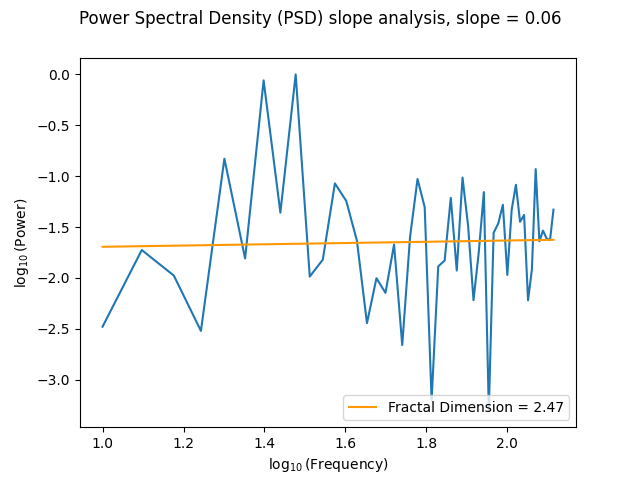 Power Spectral Density (PSD) slope analysis, slope = 0.06
0.0
−0.5
−1.0
−1.5
−2.0
−2.5
−3.0
log₁₀(Power)
Fractal Dimension = 2.47
1.0 1.2 1.4 1.6 1.8 2.0
log₁₀(Frequency)